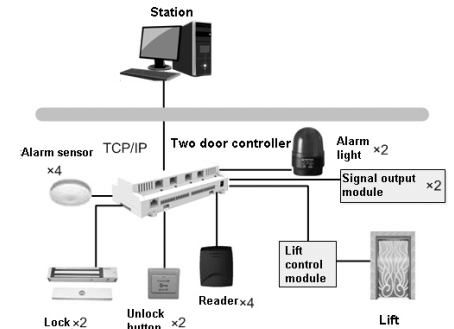 Station
TCP/IP
Two door controller
Alarm sensor
×4
Alarm
light ×2
Signal output
module
×2
Lift
control
module
Lock ×2
Unlock
button ×2
Reader×4
Lift